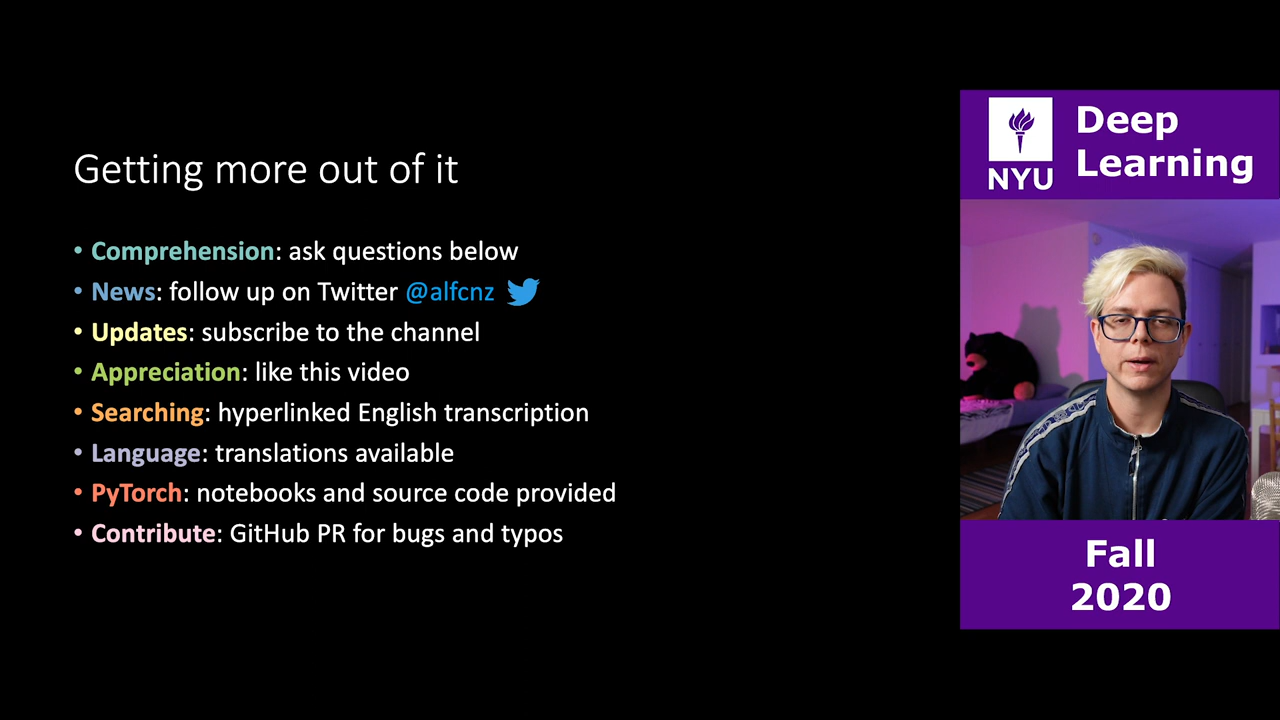 Getting more out of it
• Comprehension: ask questions below
• News: follow up on Twitter @alfcnz
• Updates: subscribe to the channel
• Appreciation: like this video
• Searching: hyperlinked English transcription
• Language: translations available
• PyTorch: notebooks and source code provided
• Contribute: GitHub PR for bugs and typos
NYU
Deep
Learning
Fall
2020